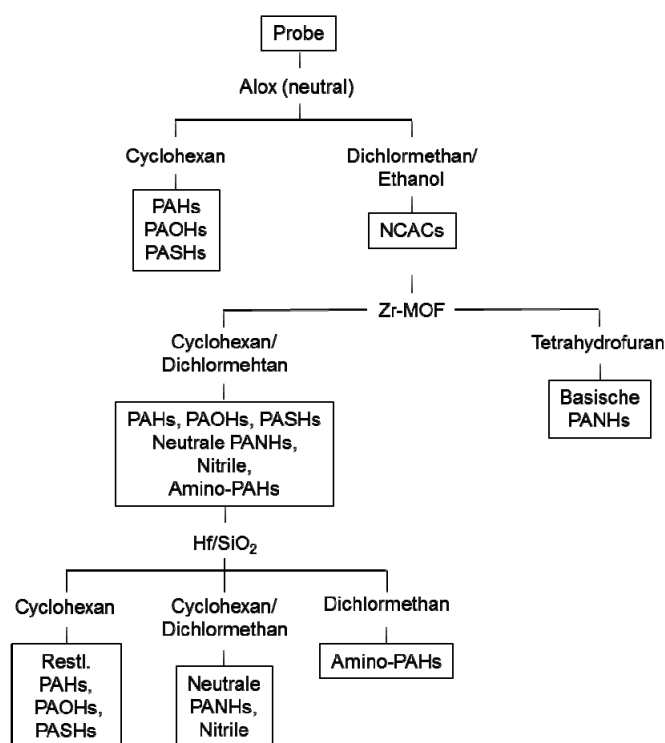 Probe
Alox (neutral)
Cyclohexan
Dichlormethan/
Ethanol
PAHs
PAOHs
PASHs
NCACs
Zr-MOF
Cyclohexan/
Dichlormehtan
Tetrahydrofuran
PAHs, PAOHs, PASHs
Neutrale PANHs,
Nitrile,
Amino-PAHs
Basische
PANHs
Hf/SiO₂
Cyclohexan
Cyclohexan/
Dichlormethan
Dichlormethan
Restl.
PAHs,
PAOHs,
PASHs
Neutrale
PANHs,
Nitrile
Amino-PAHs